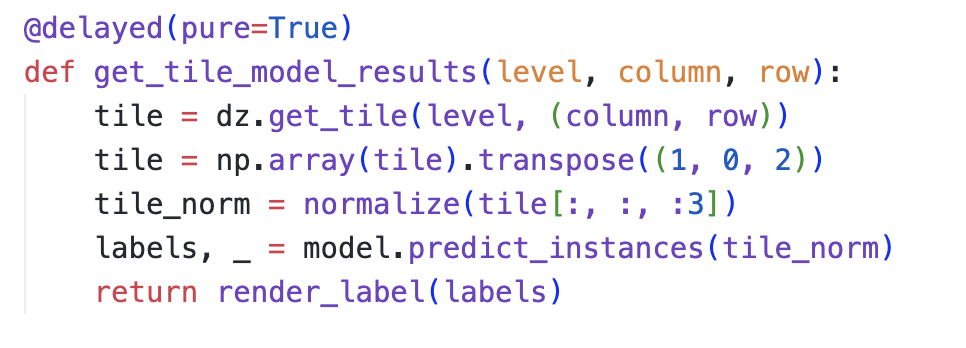 @delayed(pure=True)
def get_tile_model_results(level, column, row):
    tile = dz.get_tile(level, (column, row))
    tile = np.array(tile).transpose((1, 0, 2))
    tile_norm = normalize(tile[:, :, :3])
    labels, _ = model.predict_instances(tile_norm)
    return render_label(labels)